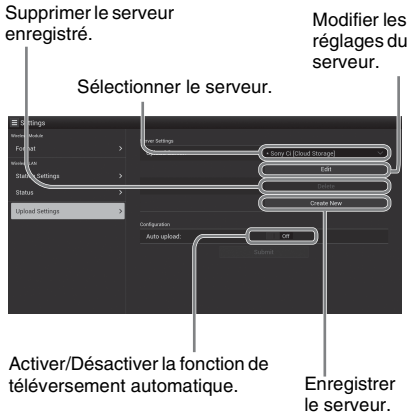 Supprimer le serveur
enregistré.
Modifier les
réglages du
serveur.
Sélectionner le serveur.
Settings
Wireless Module
Format
Wireless LAN
Station Settings
Status
Upload Settings
Server Settings
Sony Ci [Cloud Storage]
Edit
Delete
Create New
Configuration
Auto upload:
Off
Submit
Activer/Désactiver la fonction de
téléversement automatique.
Enregistrer
le serveur.